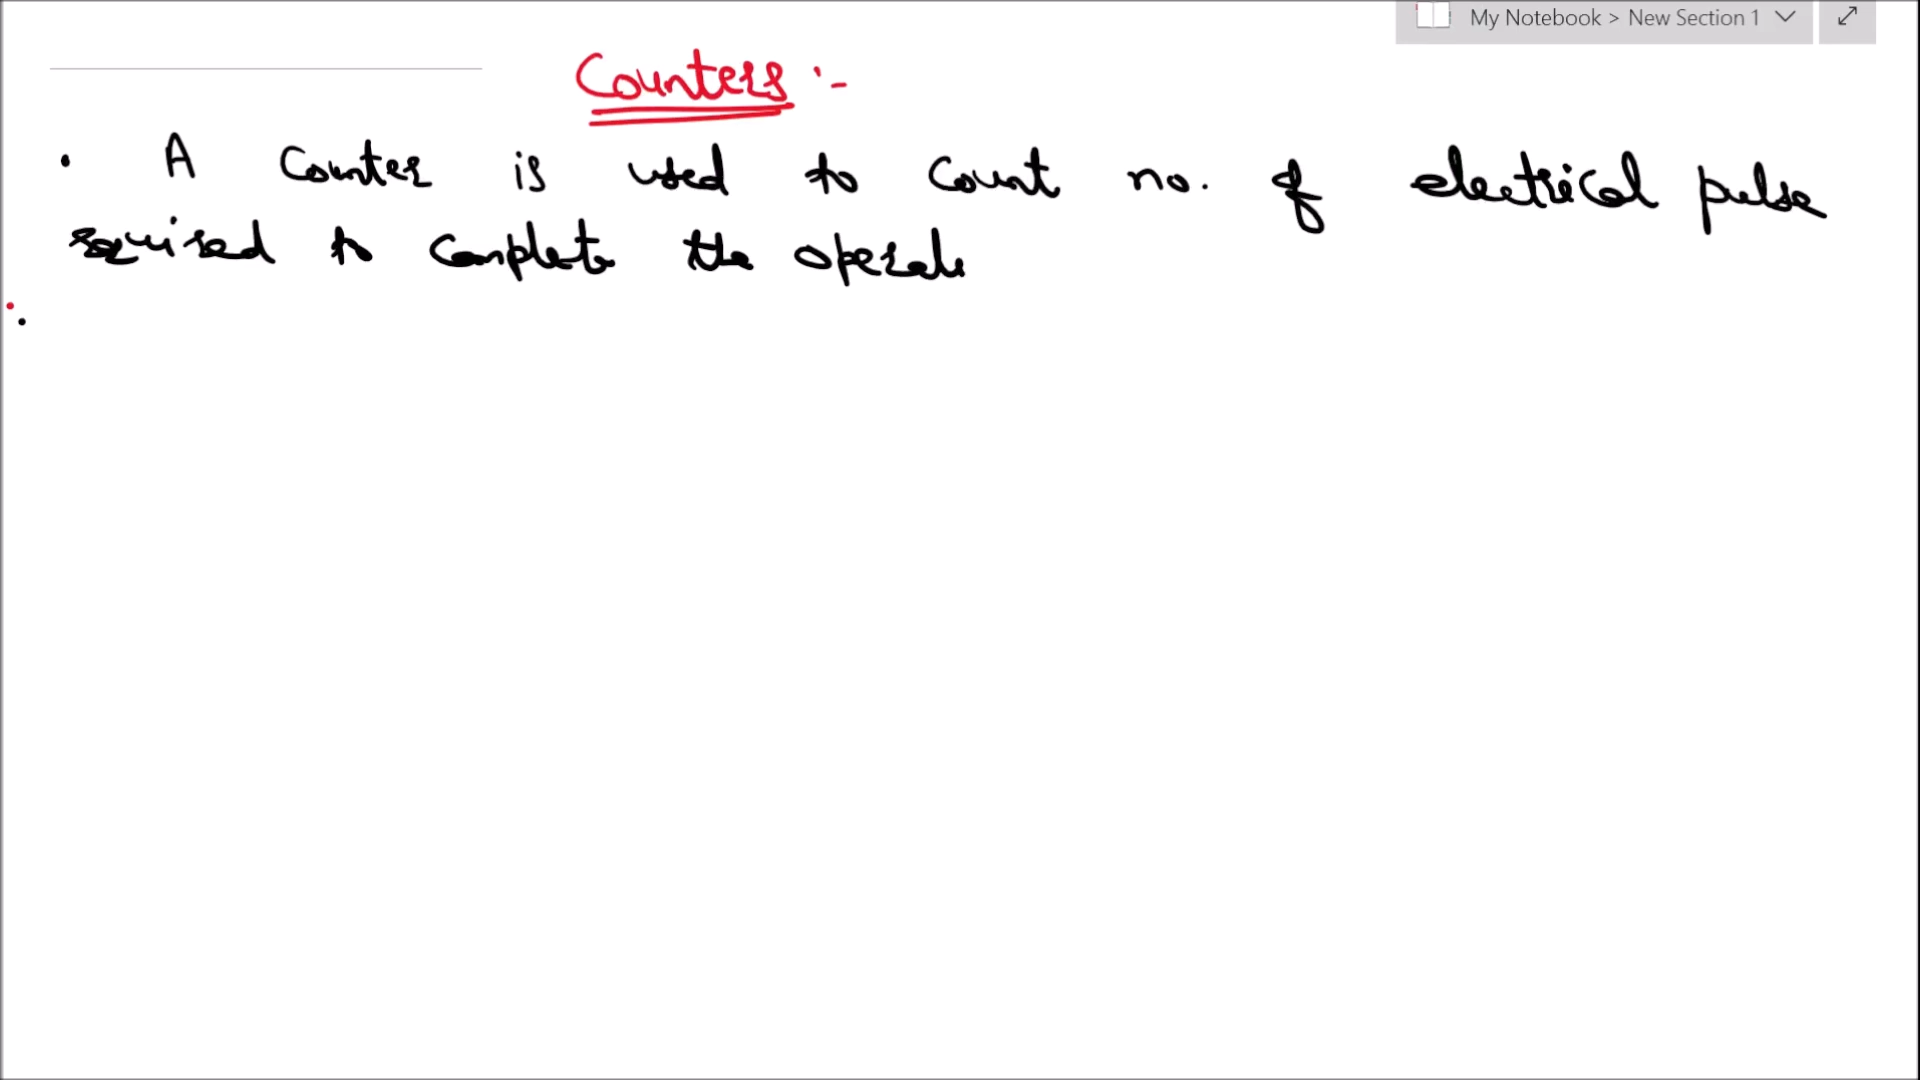 My Notebook > New Section 1
Counters :-
• A Counter is used to Count no. of electrical pulse
required to complete the